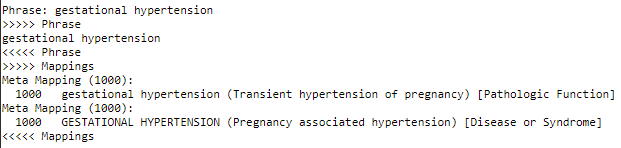 Phrase: gestational hypertension
>>>>> Phrase
gestational hypertension
<<<<< Phrase
>>>>> Mappings
Meta Mapping (1000):
  1000   gestational hypertension (Transient hypertension of pregnancy) [Pathologic Function]
Meta Mapping (1000):
  1000   GESTATIONAL HYPERTENSION (Pregnancy associated hypertension) [Disease or Syndrome]
<<<<< Mappings